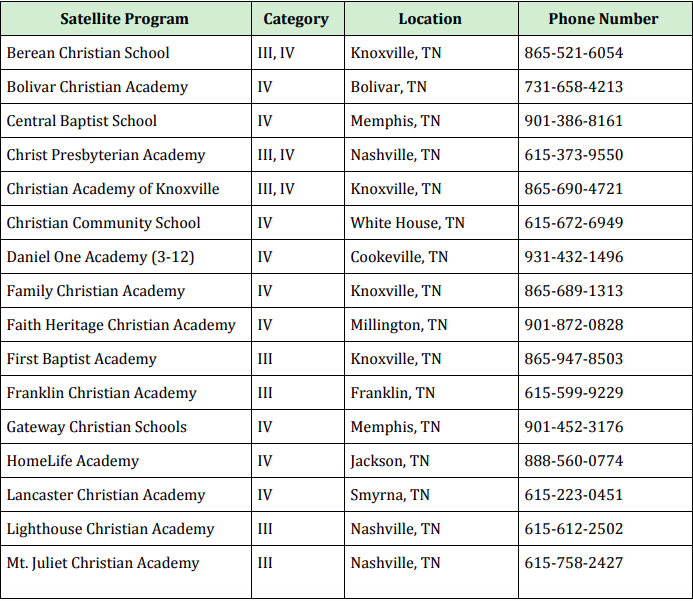 Satellite Program Category Location Phone Number
Berean Christian School III, IV Knoxville, TN 865-521-6054
Bolivar Christian Academy IV Bolivar, TN 731-658-4213
Central Baptist School IV Memphis, TN 901-386-8161
Christ Presbyterian Academy III, IV Nashville, TN 615-373-9550
Christian Academy of Knoxville III, IV Knoxville, TN 865-690-4721
Christian Community School IV White House, TN 615-672-6949
Daniel One Academy (3-12) IV Cookeville, TN 931-432-1496
Family Christian Academy IV Knoxville, TN 865-689-1313
Faith Heritage Christian Academy IV Millington, TN 901-872-0828
First Baptist Academy III Knoxville, TN 865-947-8503
Franklin Christian Academy III Franklin, TN 615-599-9229
Gateway Christian Schools IV Memphis, TN 901-452-3176
HomeLife Academy IV Jackson, TN 888-560-0774
Lancaster Christian Academy IV Smyrna, TN 615-223-0451
Lighthouse Christian Academy III Nashville, TN 615-612-2502
Mt. Juliet Christian Academy III Nashville, TN 615-758-2427